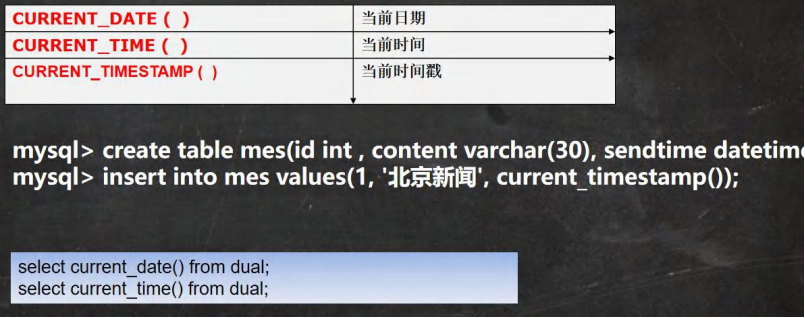 CURRENT_DATE ( ) 当前日期
CURRENT_TIME ( ) 当前时间
CURRENT_TIMESTAMP ( ) 当前时间戳
mysql> create table mes(id int , content varchar(30), sendtime datetime
mysql> insert into mes values(1, '北京新闻', current_timestamp());
select current_date() from dual;
select current_time() from dual;